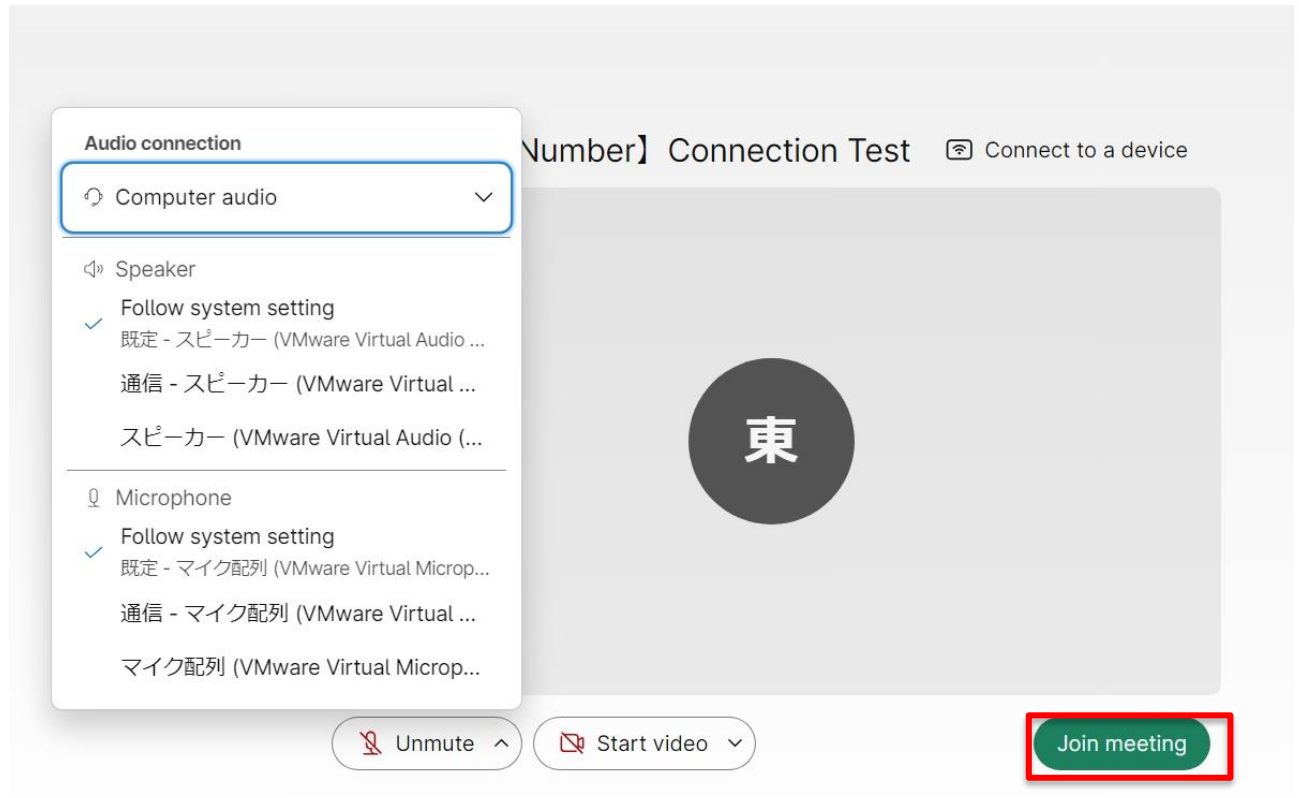 Audio connection
Number】Connection Test
Connect to a device
Computer audio
Speaker
Follow system setting
既定 - スピーカー (VMware Virtual Audio ...
通信 - スピーカー (VMware Virtual ...
スピーカー (VMware Virtual Audio (...
東
Microphone
Follow system setting
既定 - マイク配列 (VMware Virtual Microp...
通信 - マイク配列 (VMware Virtual ...
マイク配列 (VMware Virtual Microp...
Unmute
Start video
Join meeting